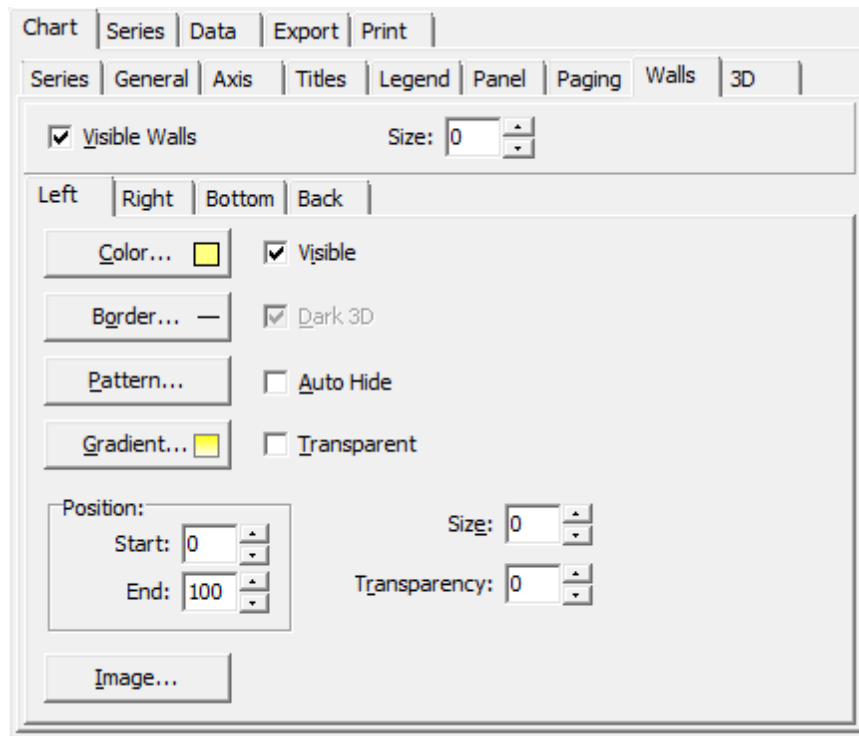 Chart Series Data Export Print
Series General Axis Titles Legend Panel Paging Walls 3D
Visible Walls Size: 0
Left Right Bottom Back
Color... Visible
Border... Dark 3D
Pattern... Auto Hide
Gradient... Transparent
Position:
Start: 0 Size: 0
End: 100 Transparency: 0
Image...